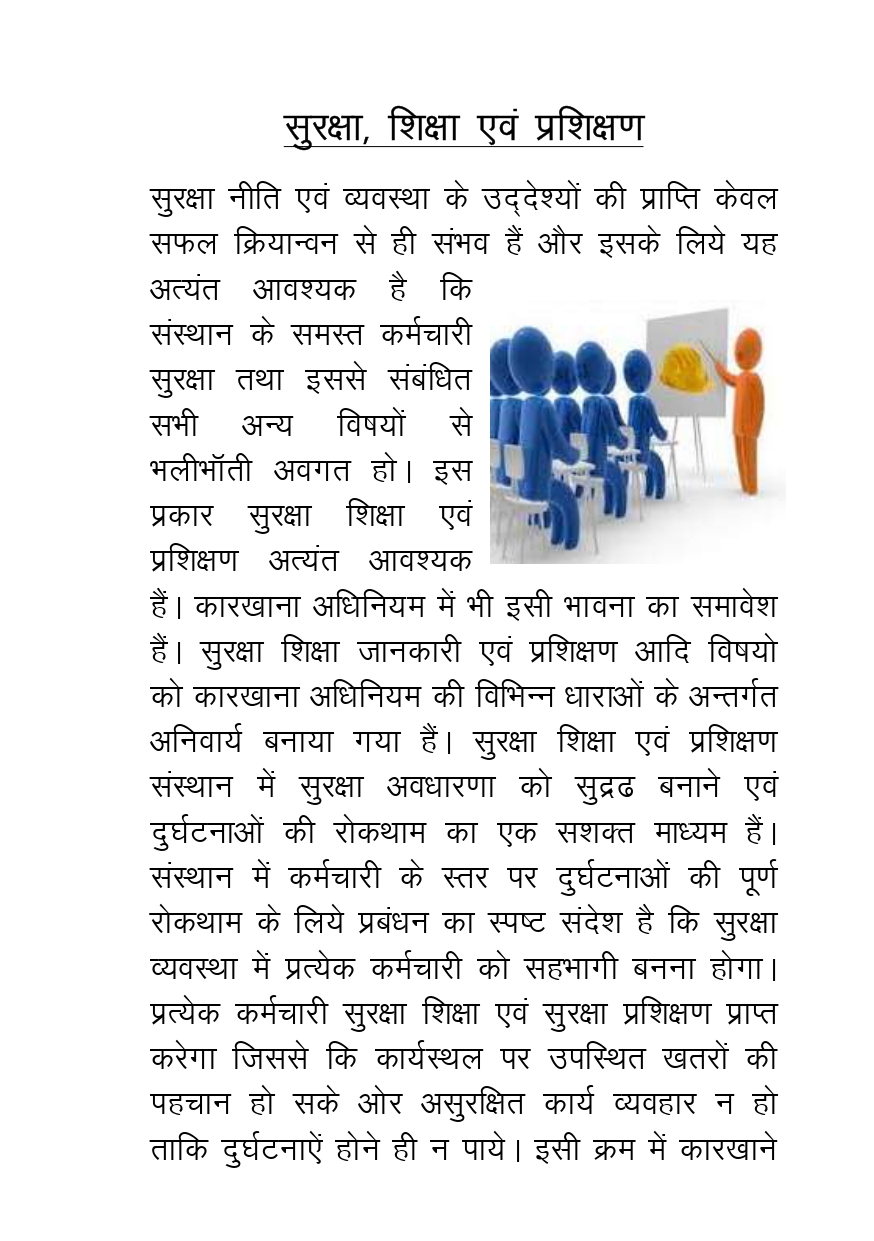 सुरक्षा, शिक्षा एवं प्रशिक्षण
सुरक्षा नीति एवं व्यवस्था के उद्देश्यों की प्राप्ति केवल
सफल क्रियान्वन से ही संभव हैं और इसके लिये यह
अत्यंत आवश्यक है कि
संस्थान के समस्त कर्मचारी
सुरक्षा तथा इससे संबंधित
सभी अन्य विषयों से
भलीभॉती अवगत हो। इस
प्रकार सुरक्षा शिक्षा एवं
प्रशिक्षण अत्यंत आवश्यक
हैं। कारखाना अधिनियम में भी इसी भावना का समावेश
हैं। सुरक्षा शिक्षा जानकारी एवं प्रशिक्षण आदि विषयो
को कारखाना अधिनियम की विभिन्न धाराओं के अन्तर्गत
अनिवार्य बनाया गया हैं। सुरक्षा शिक्षा एवं प्रशिक्षण
संस्थान में सुरक्षा अवधारणा को सुद्रढ बनाने एवं
दुर्घटनाओं की रोकथाम का एक सशक्त माध्यम हैं।
संस्थान में कर्मचारी के स्तर पर दुर्घटनाओं की पूर्ण
रोकथाम के लिये प्रबंधन का स्पष्ट संदेश है कि सुरक्षा
व्यवस्था में प्रत्येक कर्मचारी को सहभागी बनना होगा।
प्रत्येक कर्मचारी सुरक्षा शिक्षा एवं सुरक्षा प्रशिक्षण प्राप्त
करेगा जिससे कि कार्यस्थल पर उपस्थित खतरों की
पहचान हो सके ओर असुरक्षित कार्य व्यवहार न हो
ताकि दुर्घटनाऐं होने ही न पाये। इसी क्रम में कारखाने